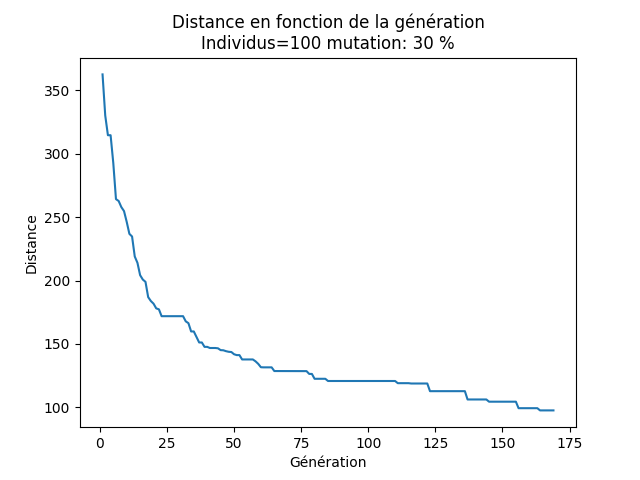 Distance en fonction de la génération
Individus=100 mutation: 30 %
350
300
250
200
150
100
Distance
0 25 50 75 100 125 150 175
Génération